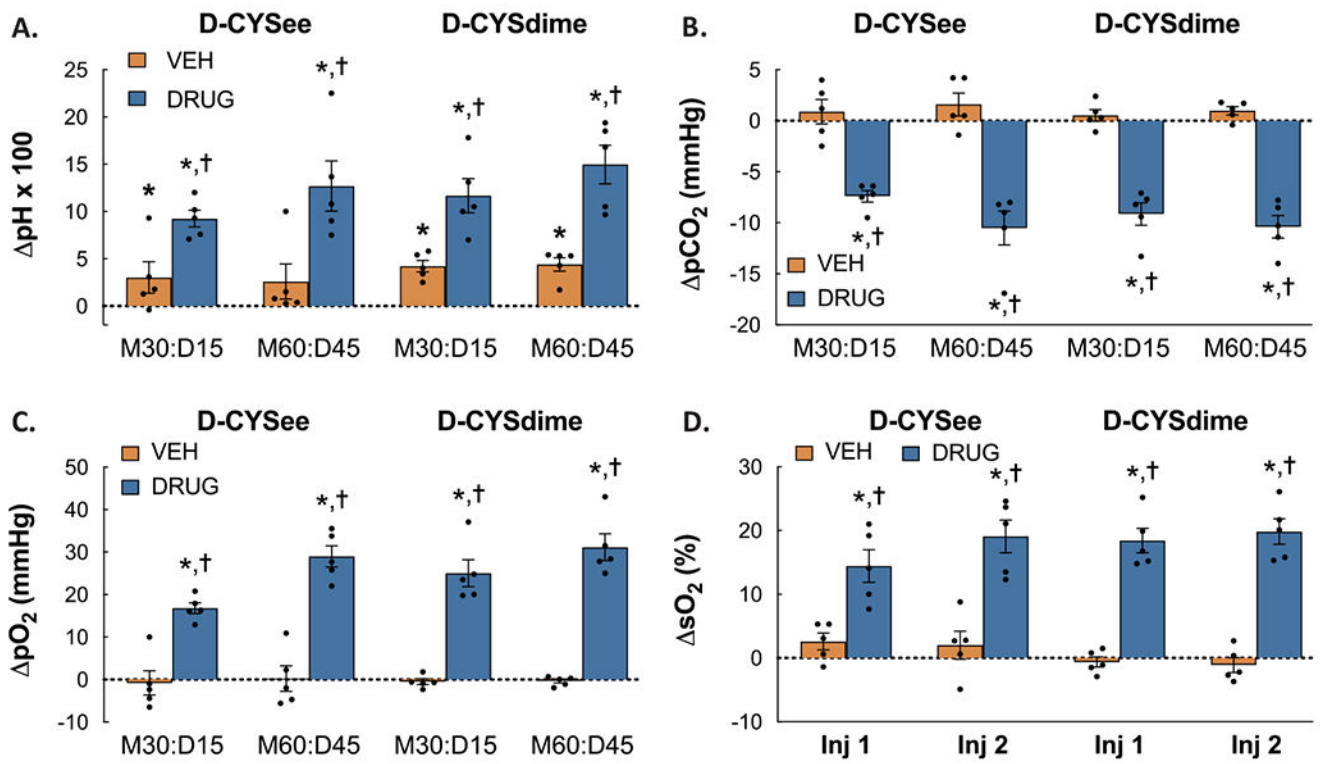 A.
D-CYSee D-CYSdime
VEH
DRUG
ΔpH x 100
25
20
15
10
5
0
*
*,†
*,†
*
*,†
*
*,†
M30:D15 M60:D45 M30:D15 M60:D45
B.
D-CYSee D-CYSdime
ΔpCO₂ (mmHg)
5
0
-5
-10
-15
-20
*,†
*,†
*,†
*,†
VEH
DRUG
M30:D15 M60:D45 M30:D15 M60:D45
C.
D-CYSee D-CYSdime
VEH
DRUG
ΔpO₂ (mmHg)
50
40
30
20
10
0
-10
*,†
*,†
*,†
*,†
M30:D15 M60:D45 M30:D15 M60:D45
D.
D-CYSee D-CYSdime
VEH DRUG
ΔsO₂ (%)
30
20
10
0
-10
*,†
*,†
*,†
*,†
Inj 1 Inj 2 Inj 1 Inj 2